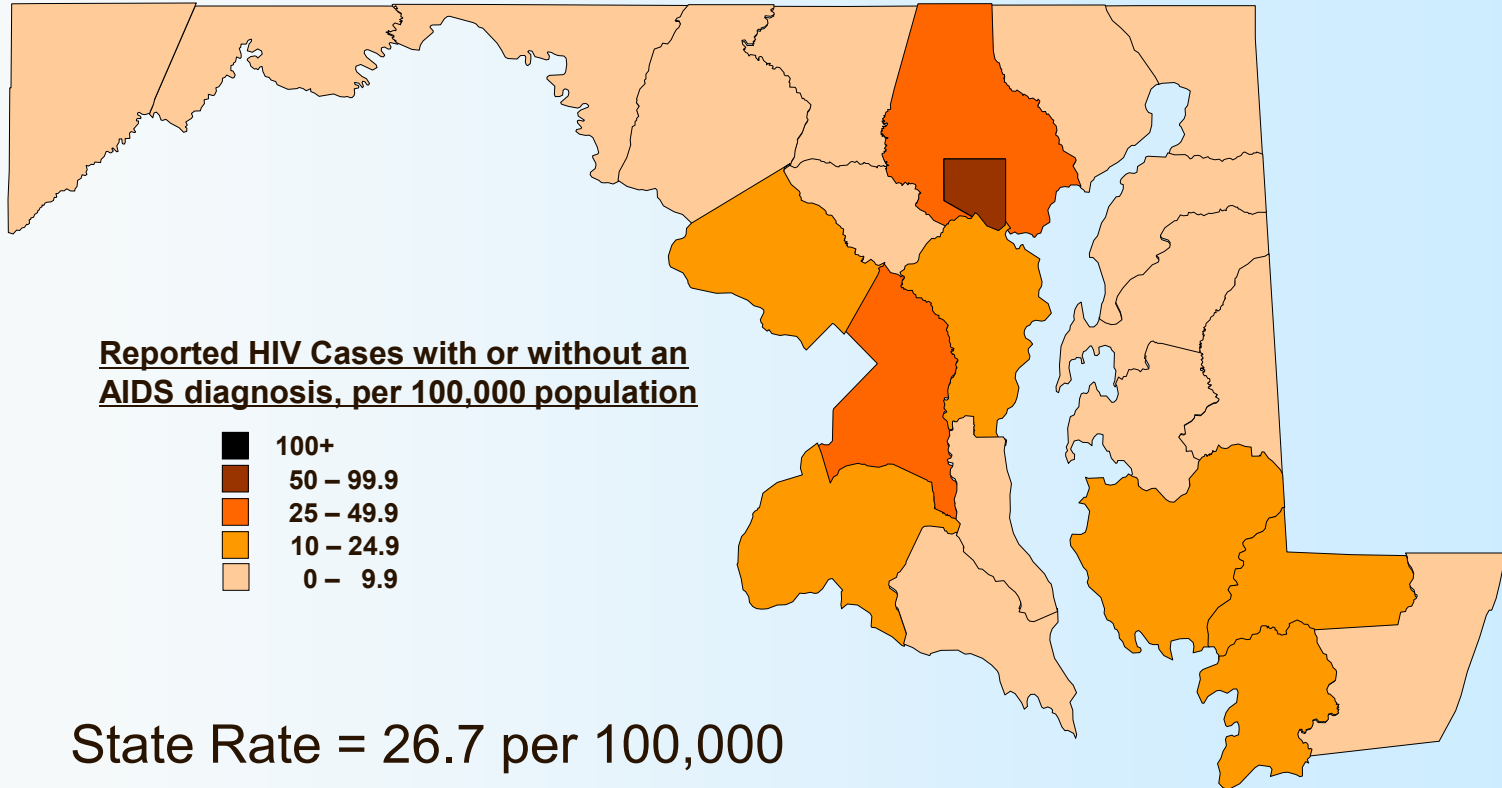 Reported HIV Cases with or without an
AIDS diagnosis, per 100,000 population
100+
50 – 99.9
25 – 49.9
10 – 24.9
0 – 9.9
State Rate = 26.7 per 100,000